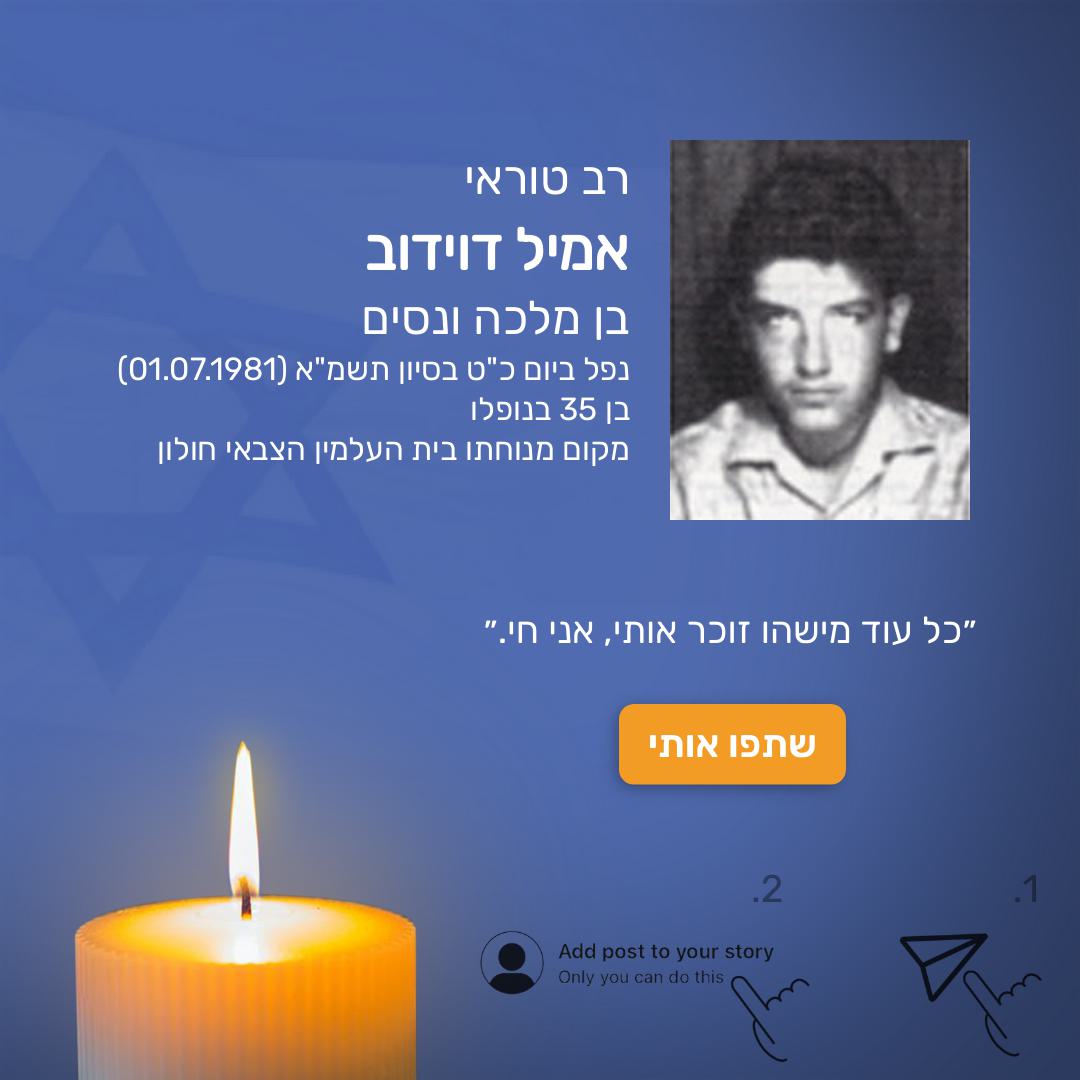 רב טוראי
אמיל דוידוב
בן מלכה ונסים
נפל ביום כ"ט בסיון תשמ"א (01.07.1981)
בן 35 בנופלו
מקום מנוחתו בית העלמין הצבאי חולון
״כל עוד מישהו זוכר אותי, אני חי.״
שתפו אותי
.1
.2
Add post to your story
Only you can do this